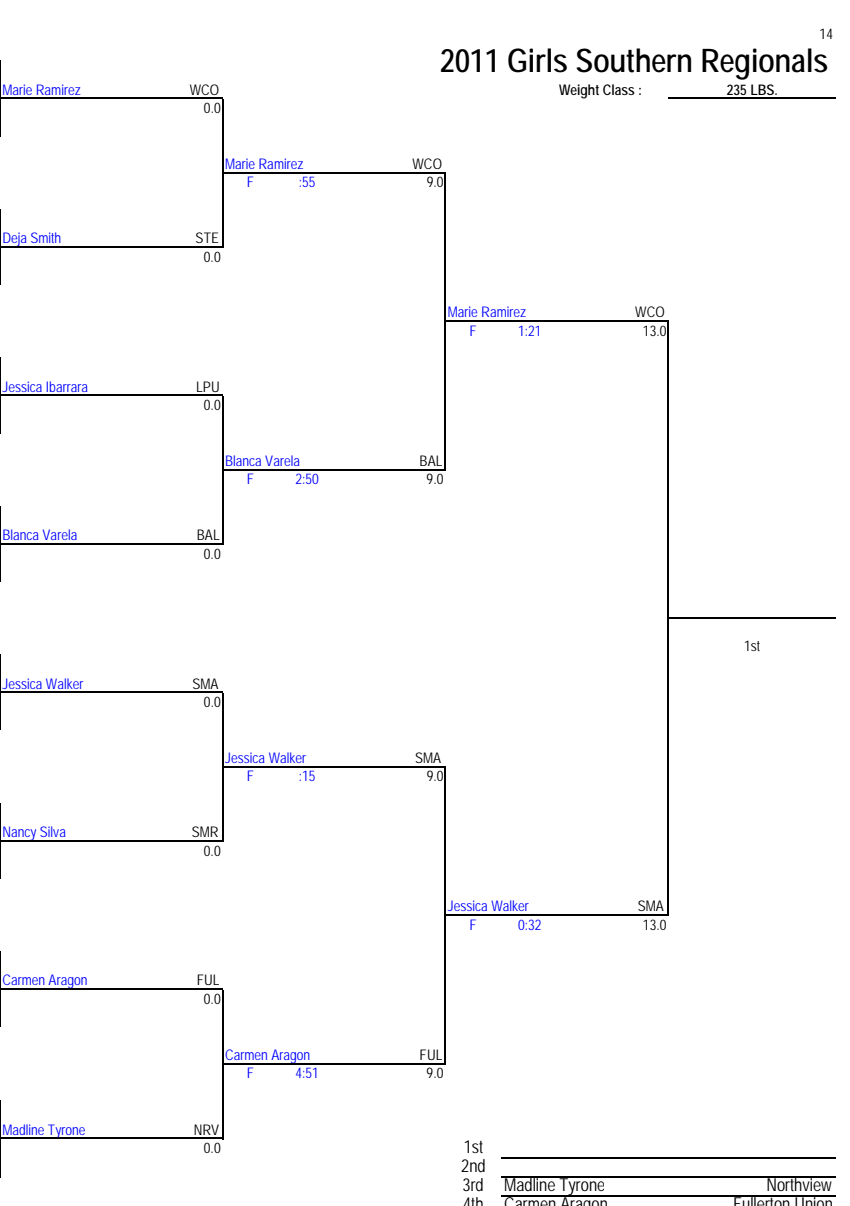 14
2011 Girls Southern Regionals
Marie Ramirez WCO Weight Class : 235 LBS.
0.0
Marie Ramirez WCO
F :55 9.0
Deja Smith STE
0.0
Marie Ramirez WCO
F 1:21 13.0
Jessica Ibarrara LPU
0.0
Blanca Varela BAL
F 2:50 9.0
Blanca Varela BAL
0.0
1st
Jessica Walker SMA
0.0
Jessica Walker SMA
F :15 9.0
Nancy Silva SMR
0.0
Jessica Walker SMA
F 0:32 13.0
Carmen Aragon FUL
0.0
Carmen Aragon FUL
F 4:51 9.0
Madline Tyrone NRV
0.0
1st
2nd
3rd Madline Tyrone Northview
4th Carmen Aragon Fullerton Union